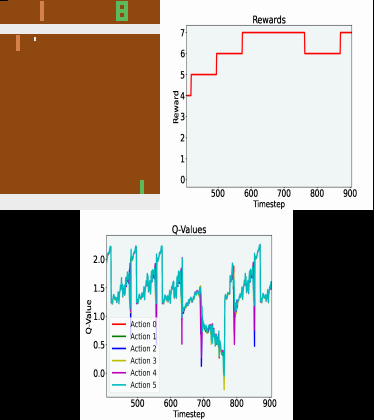 1 8
Rewards
7
6
5
4
3
2
1
0
Reward
500 600 700 800 900
Timestep
Q-Values
2.0
1.5
1.0
0.5
0.0
Q-Value
Action 0
Action 1
Action 2
Action 3
Action 4
Action 5
500 600 700 800 900
Timestep